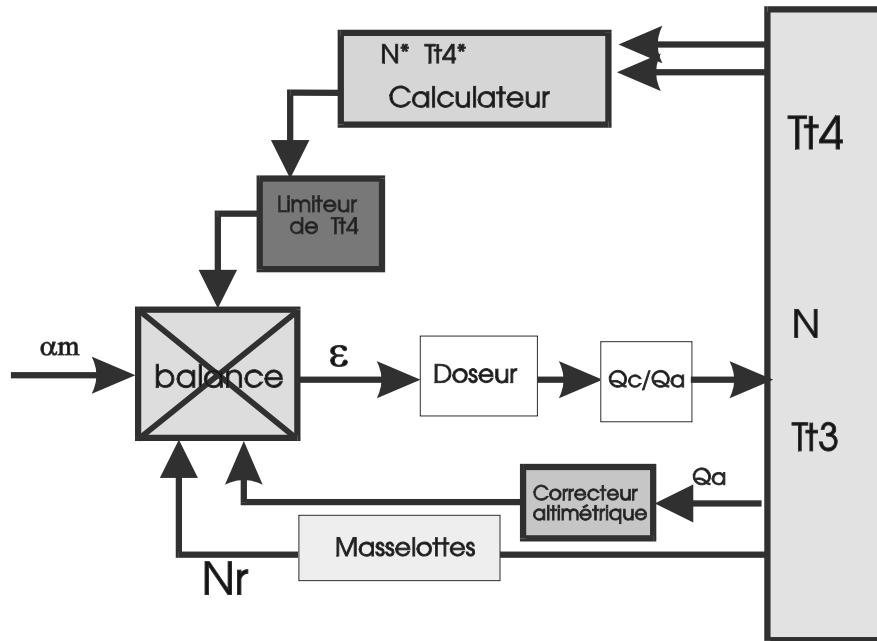 N* Tt4*
Calculateur
Tt4
Limiteur
de Tt4
N
αm
balance
ε
Doseur
Qc/Qa
Tt3
Qa
Correcteur
altimétrique
Masselottes
Nr